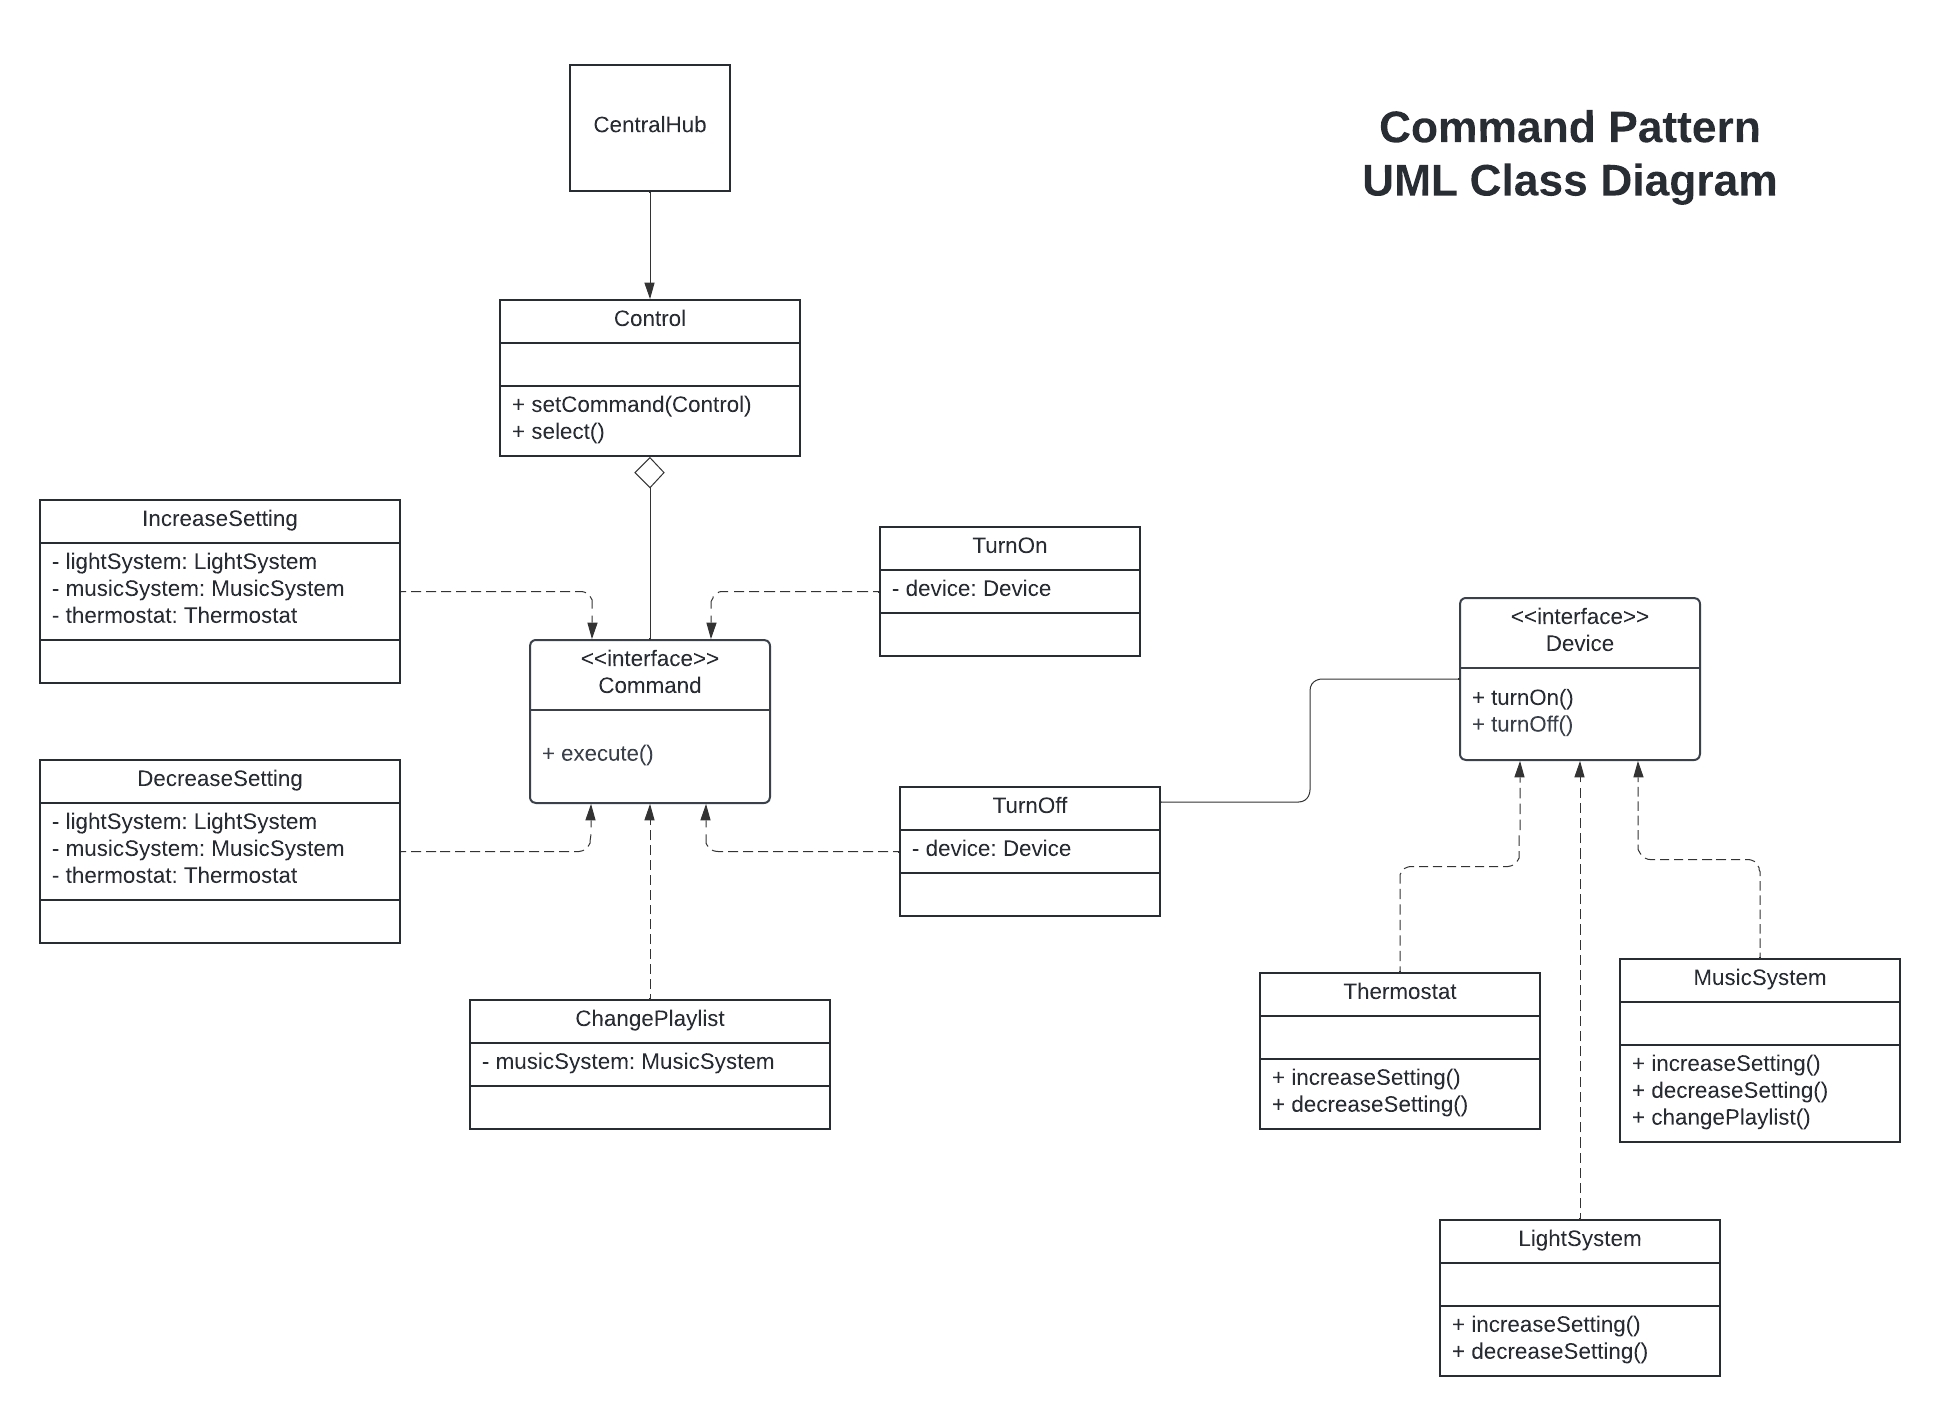 CentralHub
Command Pattern
UML Class Diagram
Control
+ setCommand(Control)
+ select()
IncreaseSetting
- lightSystem: LightSystem
- musicSystem: MusicSystem
- thermostat: Thermostat
TurnOn
- device: Device
<<interface>>
Command
+ execute()
<<interface>>
Device
+ turnOn()
+ turnOff()
DecreaseSetting
- lightSystem: LightSystem
- musicSystem: MusicSystem
- thermostat: Thermostat
TurnOff
- device: Device
ChangePlaylist
- musicSystem: MusicSystem
Thermostat
+ increaseSetting()
+ decreaseSetting()
MusicSystem
+ increaseSetting()
+ decreaseSetting()
+ changePlaylist()
LightSystem
+ increaseSetting()
+ decreaseSetting()